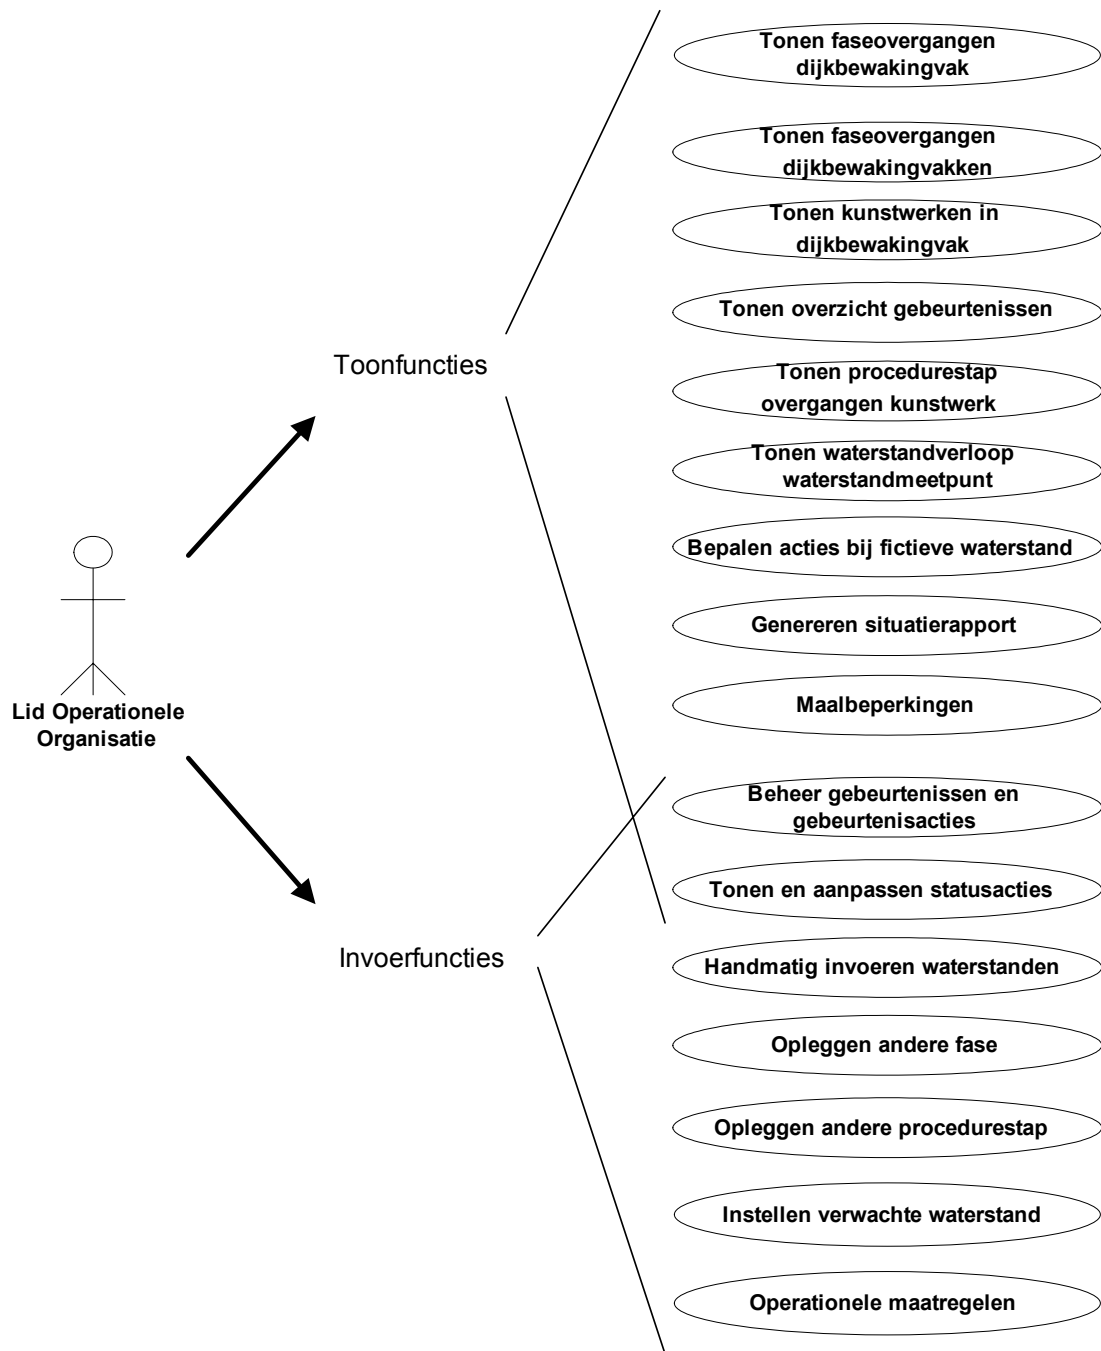 Tonen faseovergangen
dijkbewakingvak
Tonen faseovergangen
dijkbewakingvakken
Tonen kunstwerken in
dijkbewakingvak
Tonen overzicht gebeurtenissen
Toonfuncties
Tonen procedurestap
overgangen kunstwerk
Tonen waterstandverloop
waterstandmeetpunt
Bepalen acties bij fictieve waterstand
Genereren situatierapport
Lid Operationele
Organisatie
Maalbeperkingen
Beheer gebeurtenissen en
gebeurtenisacties
Tonen en aanpassen statusacties
Invoerfuncties
Handmatig invoeren waterstanden
Opleggen andere fase
Opleggen andere procedurestap
Instellen verwachte waterstand
Operationele maatregelen